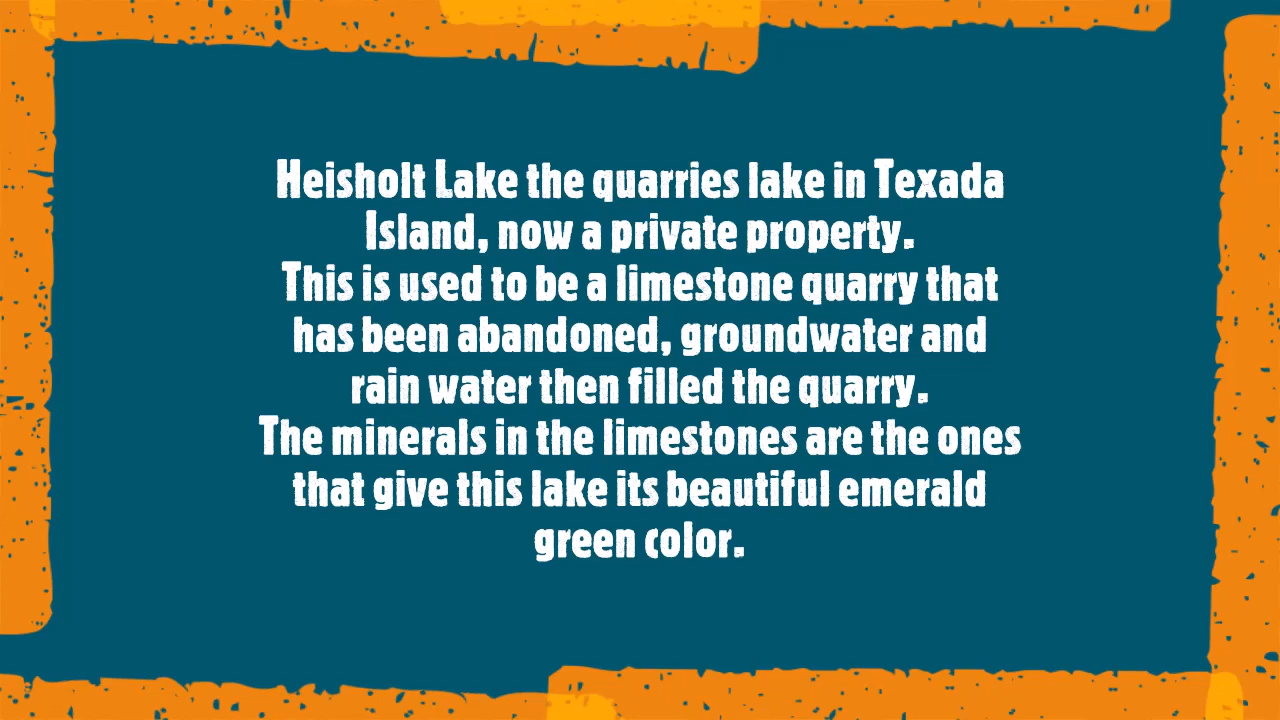 Heisholt Lake the quarries lake in Texada
Island, now a private property.
This is used to be a limestone quarry that
has been abandoned, groundwater and
rain water then filled the quarry.
The minerals in the limestones are the ones
that give this lake its beautiful emerald
green color.